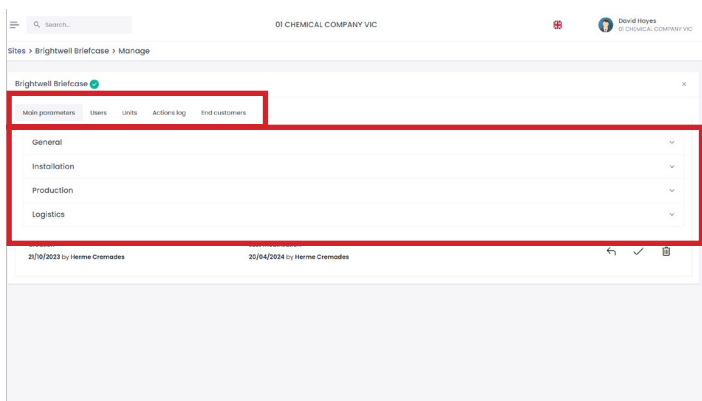 Search..
01 CHEMICAL COMPANY VIC
David Hayes
01 CHEMICAL COMPANY VIC
Sites > Brightwell Briefcase > Manage
Brightwell Briefcase
Main parameters Users Units Actions log End customers
General
Installation
Production
Logistics
21/10/2023 by Herme Cremades
20/04/2024 by Herme Cremades